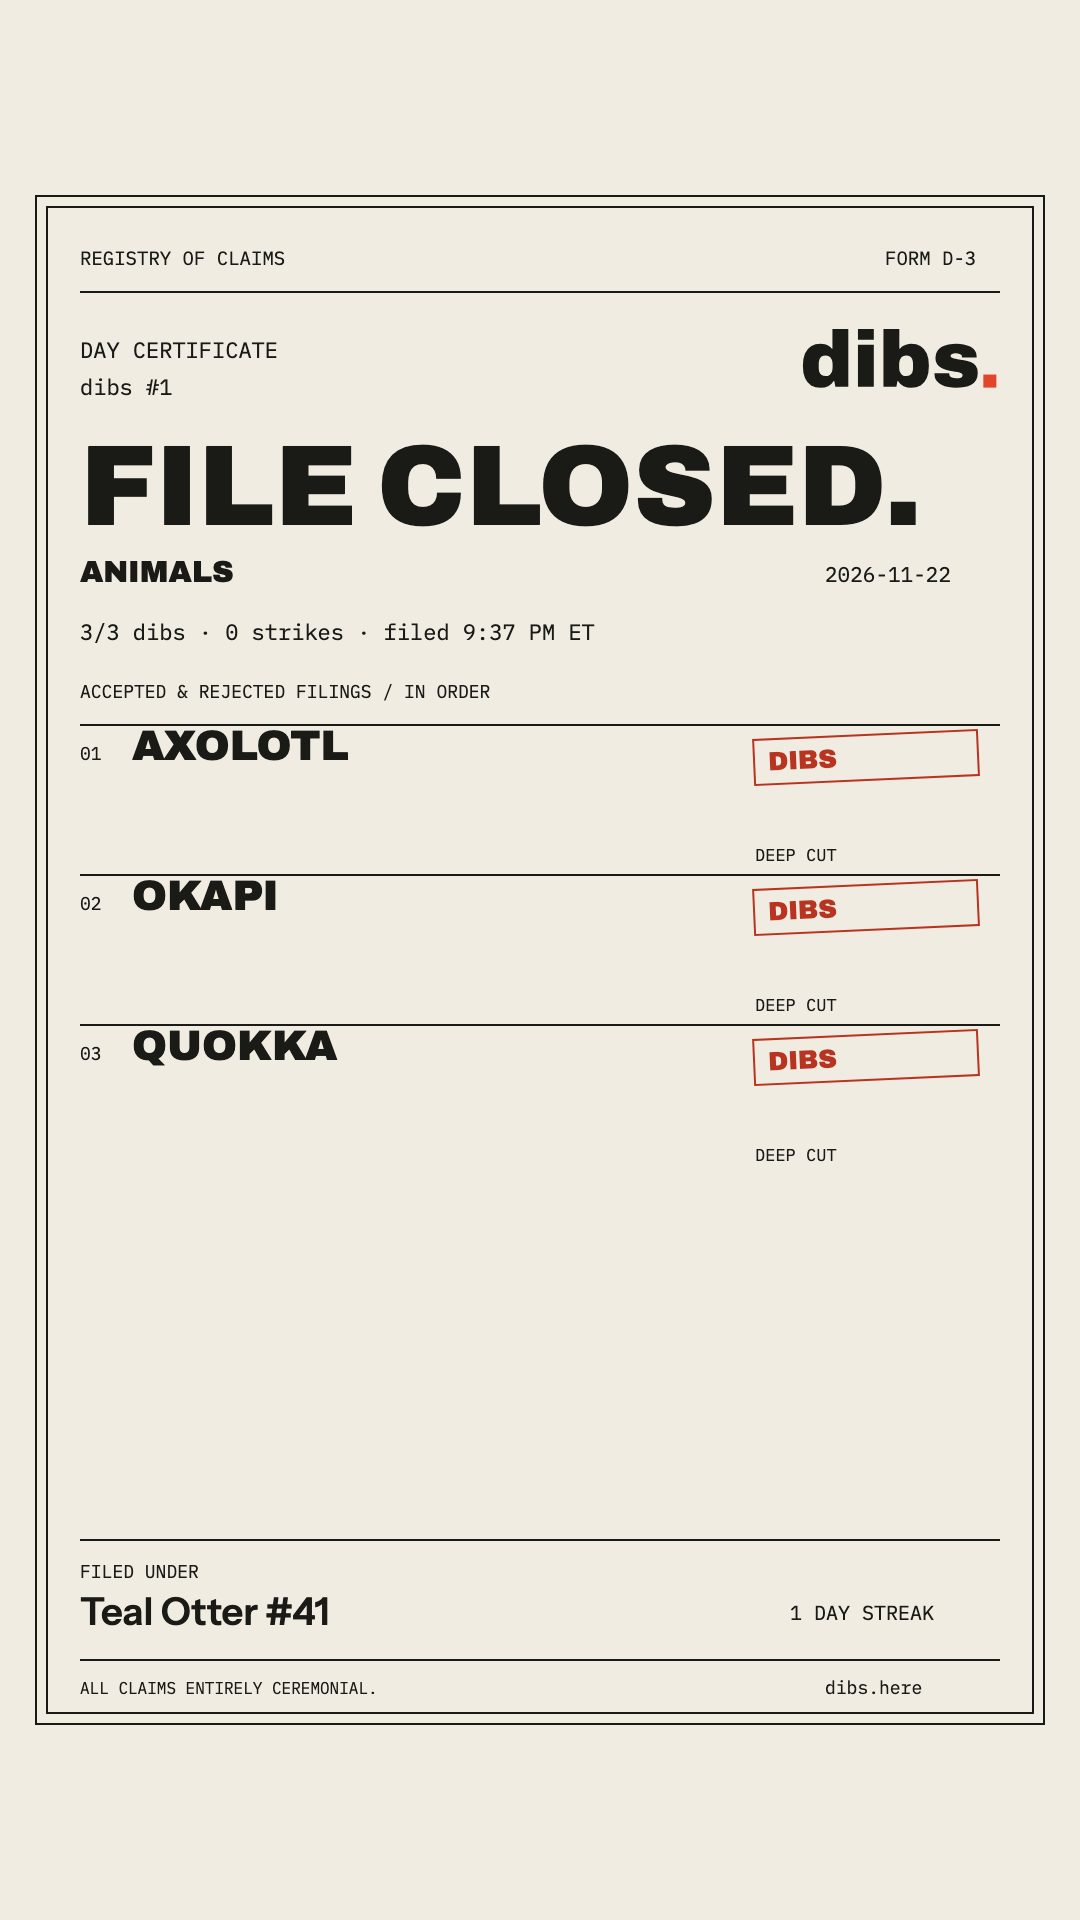 REGISTRY OF CLAIMS FORM D-3
DAY CERTIFICATE
dibs #1
dibs.
FILE CLOSED.
ANIMALS 2026-11-22
3/3 dibs · 0 strikes · filed 9:37 PM ET
ACCEPTED & REJECTED FILINGS / IN ORDER
01 AXOLOTL DIBS
DEEP CUT
02 OKAPI DIBS
DEEP CUT
03 QUOKKA DIBS
DEEP CUT
FILED UNDER
Teal Otter #41 1 DAY STREAK
ALL CLAIMS ENTIRELY CEREMONIAL. dibs.here